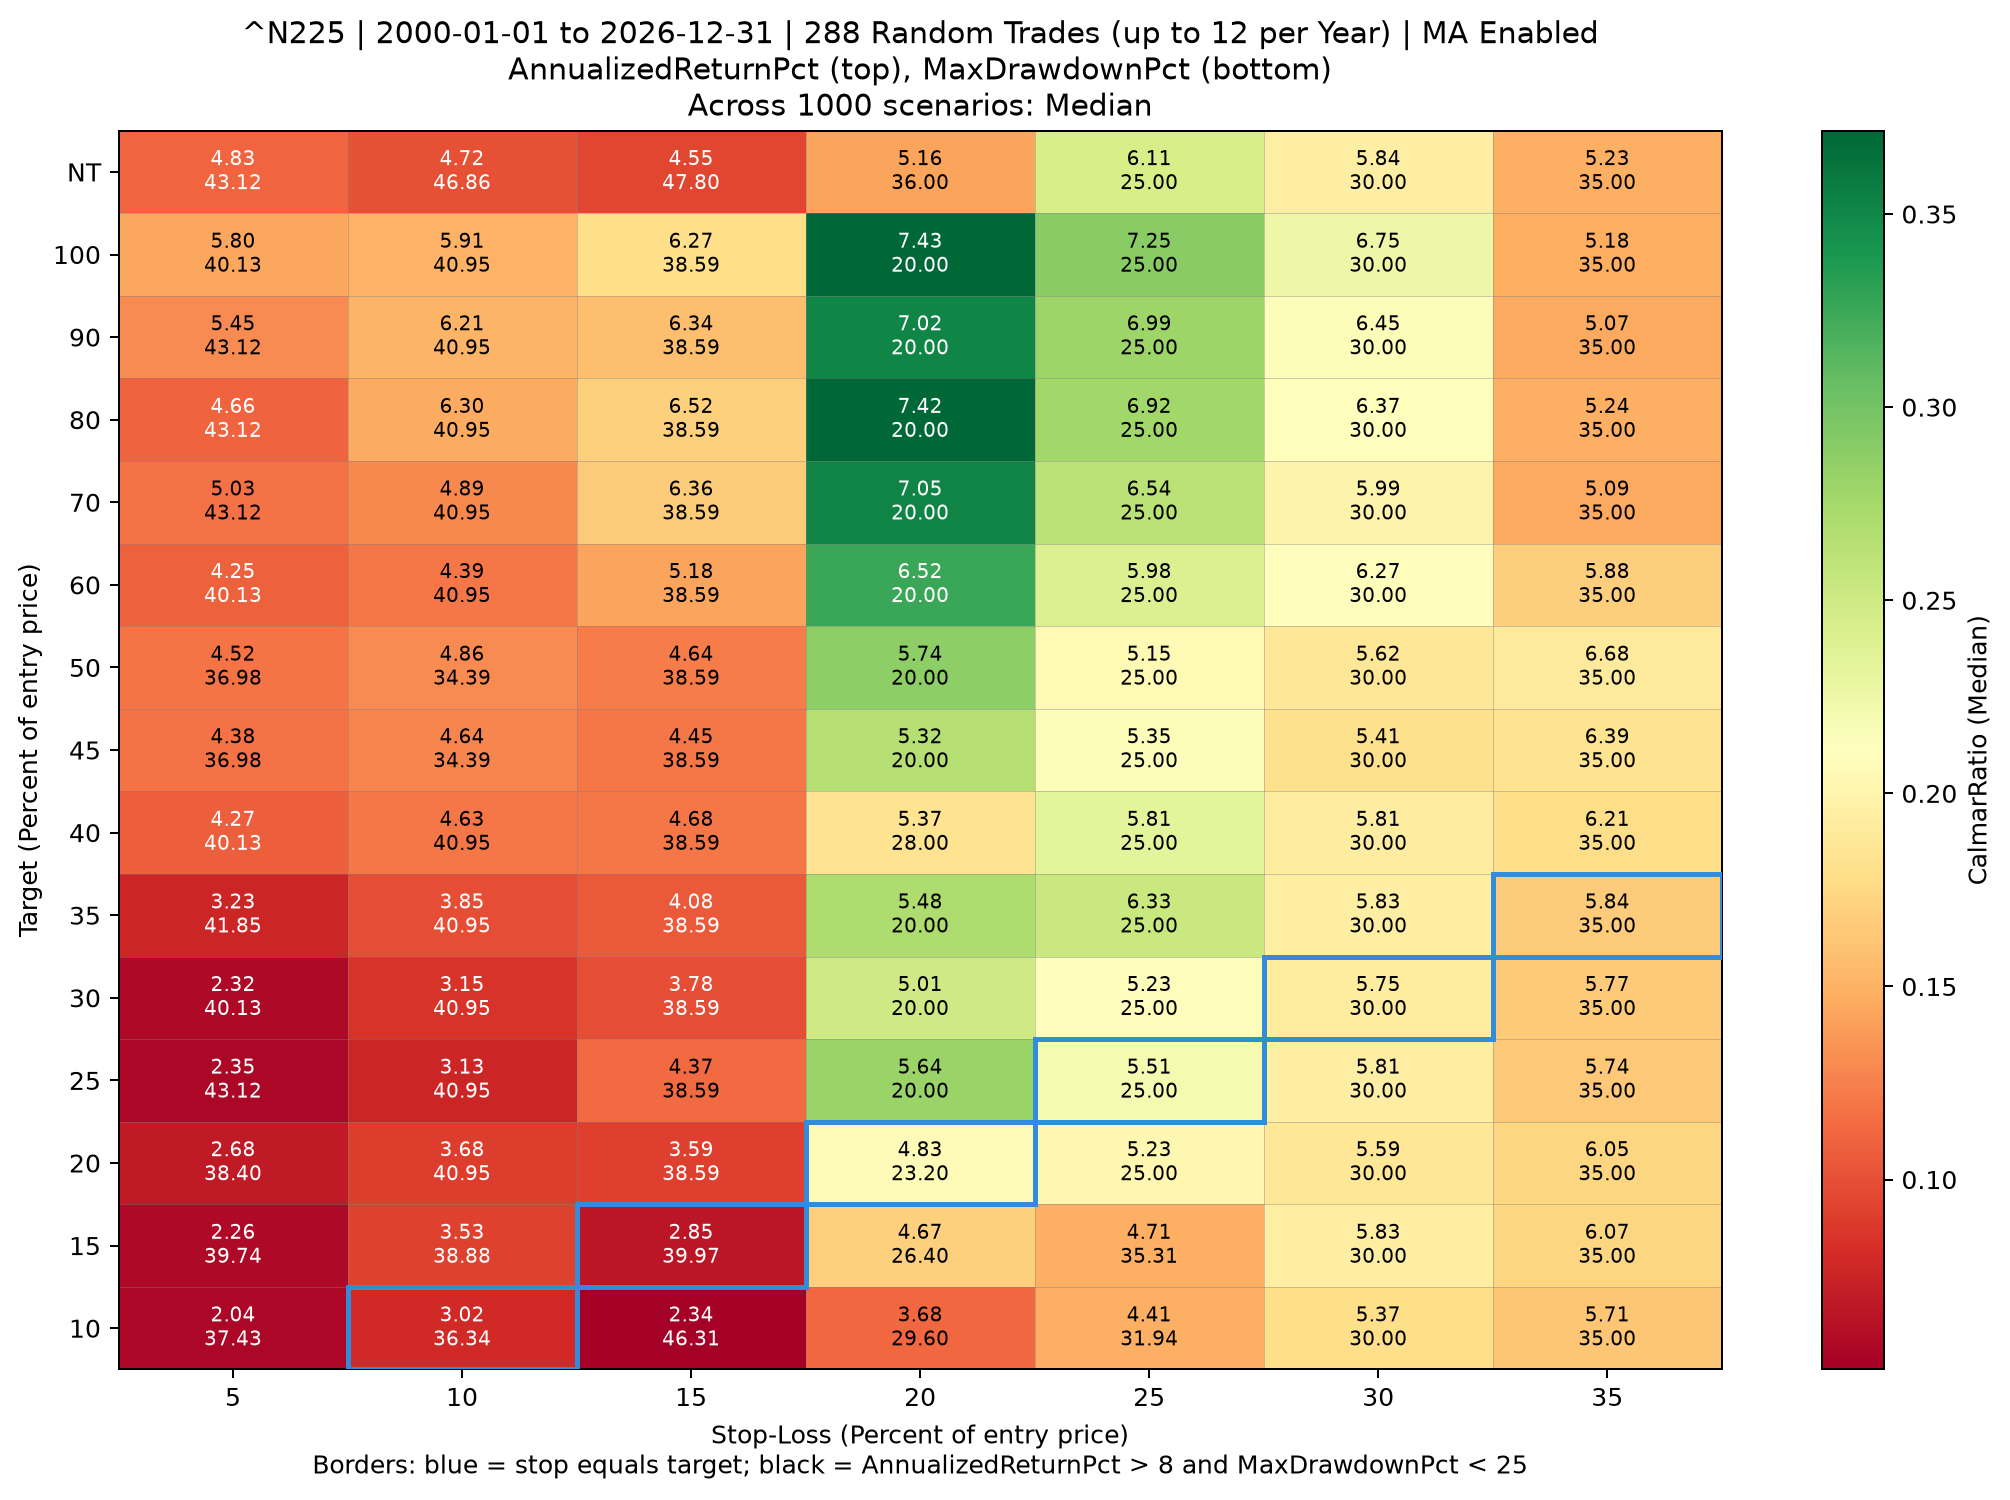 ^N225 | 2000-01-01 to 2026-12-31 | 288 Random Trades (up to 12 per Year) | MA Enabled
AnnualizedReturnPct (top), MaxDrawdownPct (bottom)
Across 1000 scenarios: Median
NT
4.83 4.72 4.55 5.16 6.11 5.84 5.23
43.12 46.86 47.80 36.00 25.00 30.00 35.00
100
5.80 5.91 6.27 7.43 7.25 6.75 5.18
40.13 40.95 38.59 20.00 25.00 30.00 35.00
90
5.45 6.21 6.34 7.02 6.99 6.45 5.07
43.12 40.95 38.59 20.00 25.00 30.00 35.00
80
4.66 6.30 6.52 7.42 6.92 6.37 5.24
43.12 40.95 38.59 20.00 25.00 30.00 35.00
70
5.03 4.89 6.36 7.05 6.54 5.99 5.09
43.12 40.95 38.59 20.00 25.00 30.00 35.00
60
4.25 4.39 5.18 6.52 5.98 6.27 5.88
40.13 40.95 38.59 20.00 25.00 30.00 35.00
50
4.52 4.86 4.64 5.74 5.15 5.62 6.68
36.98 34.39 38.59 20.00 25.00 30.00 35.00
45
4.38 4.64 4.45 5.32 5.35 5.41 6.39
36.98 34.39 38.59 20.00 25.00 30.00 35.00
40
4.27 4.63 4.68 5.37 5.81 5.81 6.21
40.13 40.95 38.59 28.00 25.00 30.00 35.00
35
3.23 3.85 4.08 5.48 6.33 5.83 5.84
41.85 40.95 38.59 20.00 25.00 30.00 35.00
30
2.32 3.15 3.78 5.01 5.23 5.75 5.77
40.13 40.95 38.59 20.00 25.00 30.00 35.00
25
2.35 3.13 4.37 5.64 5.51 5.81 5.74
43.12 40.95 38.59 20.00 25.00 30.00 35.00
20
2.68 3.68 3.59 4.83 5.23 5.59 6.05
38.40 40.95 38.59 23.20 25.00 30.00 35.00
15
2.26 3.53 2.85 4.67 4.71 5.83 6.07
39.74 38.88 39.97 26.40 35.31 30.00 35.00
10
2.04 3.02 2.34 3.68 4.41 5.37 5.71
37.43 36.34 46.31 29.60 31.94 30.00 35.00
5 10 15 20 25 30 35
Target (Percent of entry price)
Stop-Loss (Percent of entry price)
Borders: blue = stop equals target; black = AnnualizedReturnPct > 8 and MaxDrawdownPct < 25
0.35
0.30
0.25
0.20
0.15
0.10
CalmarRatio (Median)